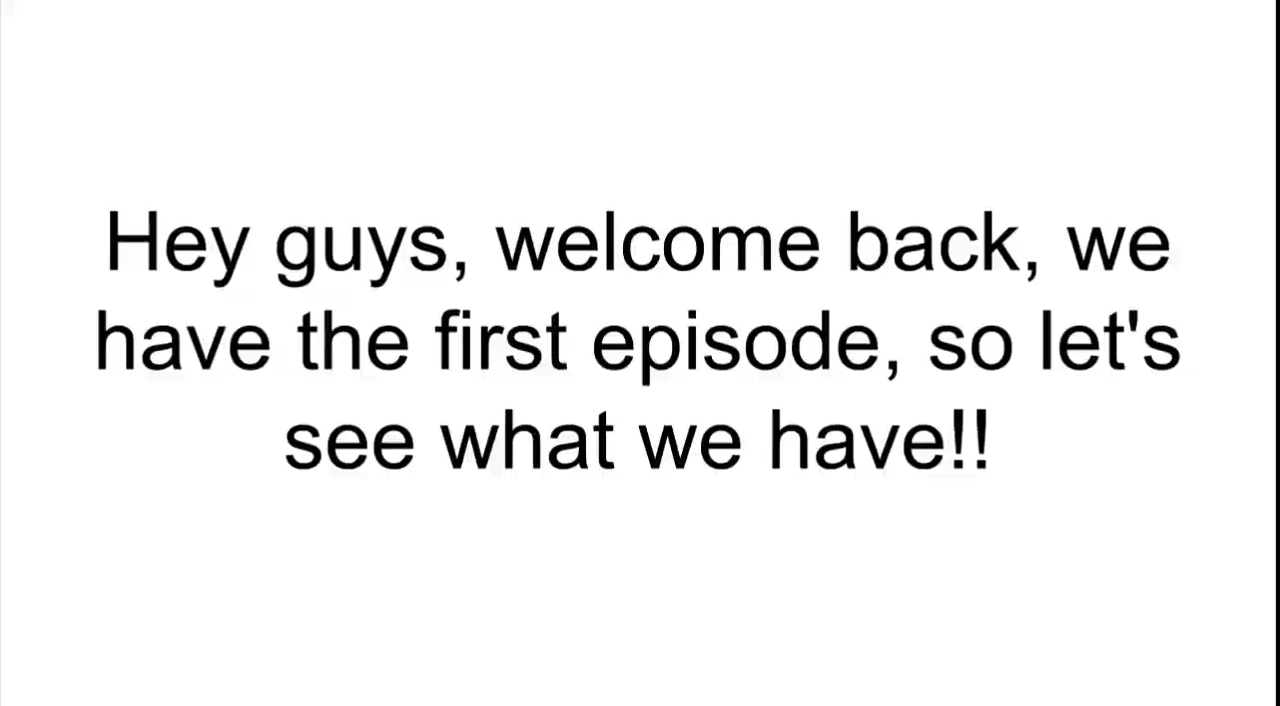 Hey guys, welcome back, we
have the first episode, so let's
see what we have!!